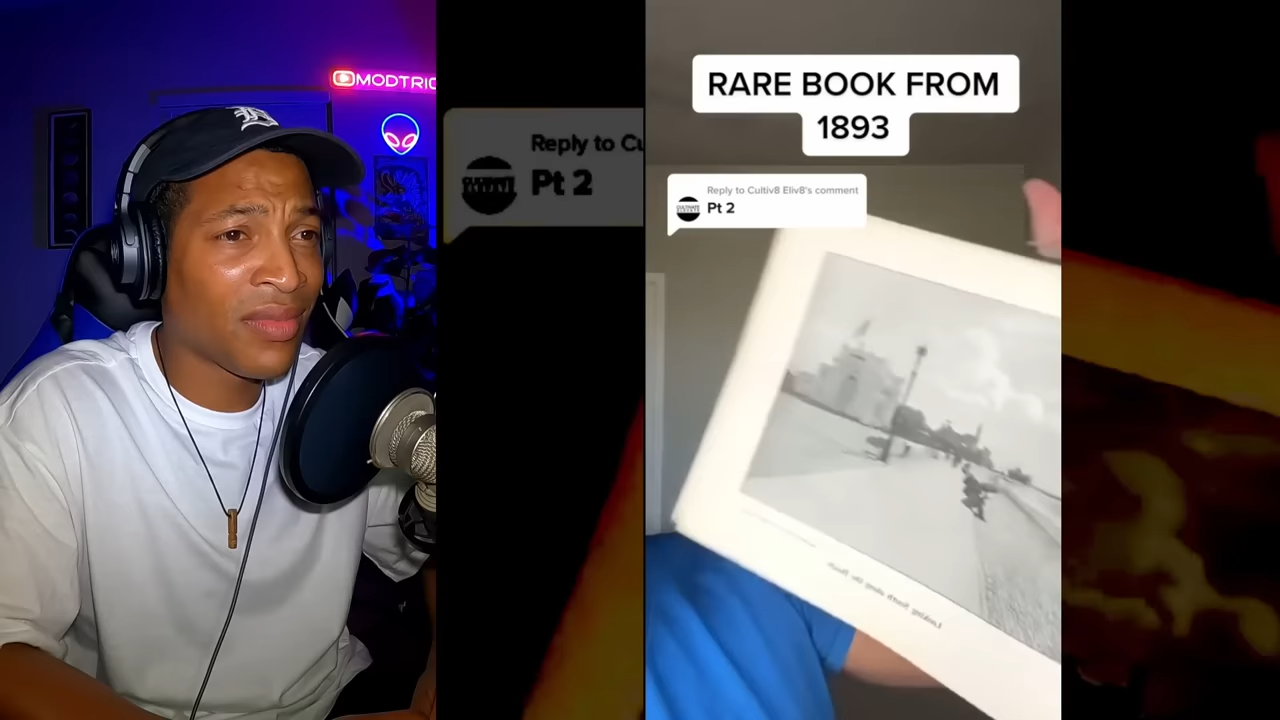 MODTRIC
Reply to Cu
Pt 2
RARE BOOK FROM
1893
Reply to Cultiv8 Eliv8's comment
Pt 2